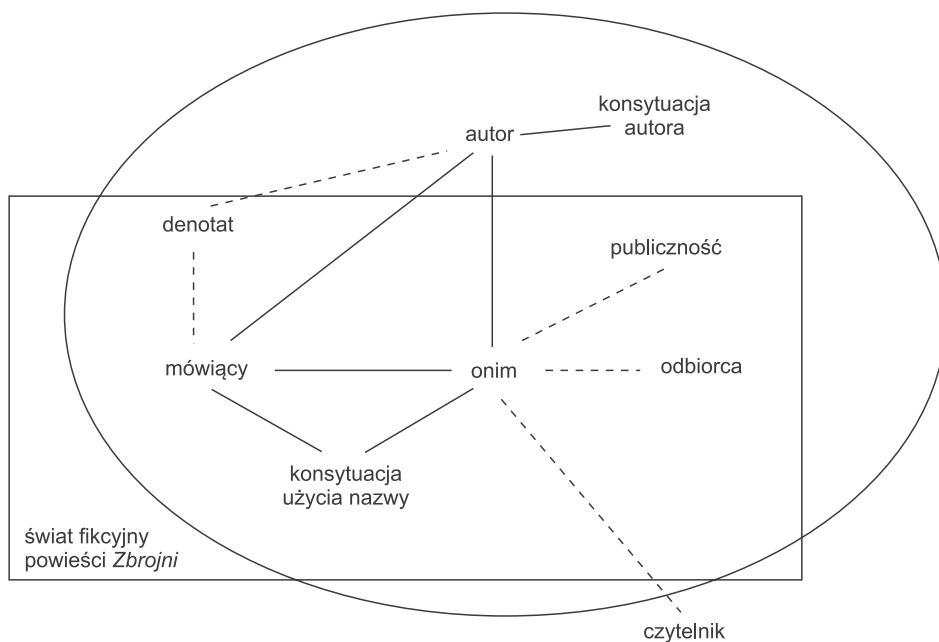 konsytuacja
autora
autor
denotat
publiczność
mówiący
onim
odbiorca
konsytuacja
użycia nazwy
świat fikcyjny
powieści Zbrojni
czytelnik